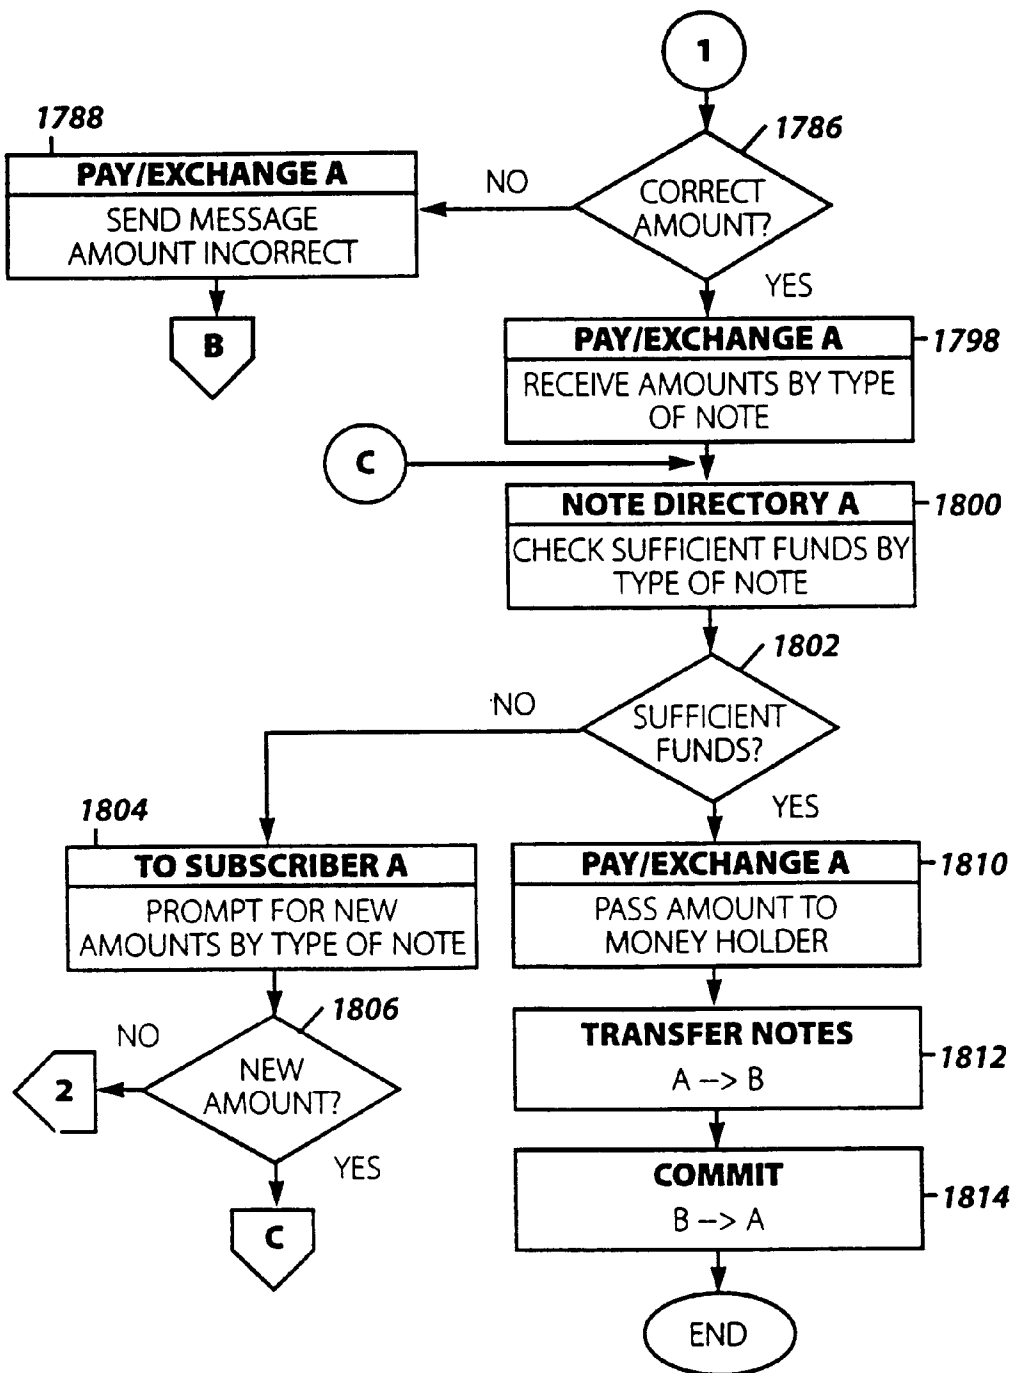 1
1786
CORRECT
AMOUNT?
NO
YES
1788
PAY/EXCHANGE A
SEND MESSAGE
AMOUNT INCORRECT
B
PAY/EXCHANGE A
1798
RECEIVE AMOUNTS BY TYPE
OF NOTE
C
NOTE DIRECTORY A
1800
CHECK SUFFICIENT FUNDS BY
TYPE OF NOTE
1802
SUFFICIENT
FUNDS?
NO
YES
1804
TO SUBSCRIBER A
PROMPT FOR NEW
AMOUNTS BY TYPE OF NOTE
1806
NEW
AMOUNT?
NO
2
YES
C
PAY/EXCHANGE A
1810
PASS AMOUNT TO
MONEY HOLDER
TRANSFER NOTES
1812
A --> B
COMMIT
1814
B --> A
END